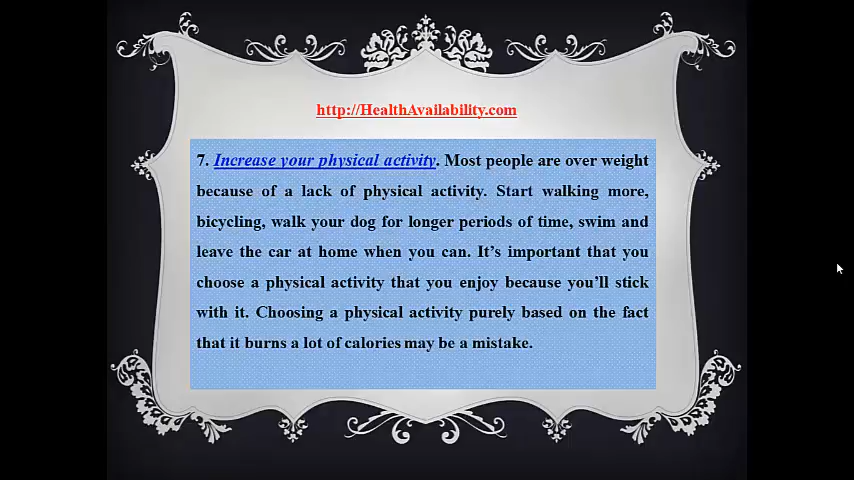 http://HealthAvailability.com
7. Increase your physical activity. Most people are over weight
because of a lack of physical activity. Start walking more,
bicycling, walk your dog for longer periods of time, swim and
leave the car at home when you can. It’s important that you
choose a physical activity that you enjoy because you’ll stick
with it. Choosing a physical activity purely based on the fact
that it burns a lot of calories may be a mistake.